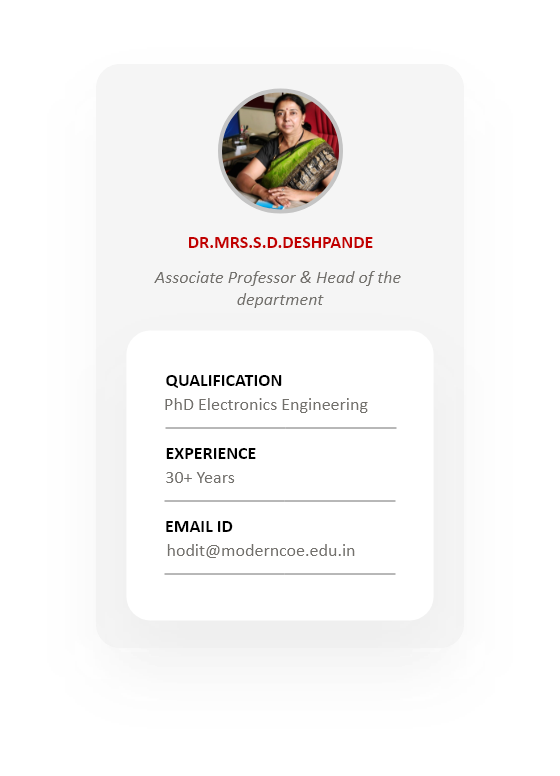 DR.MRS.S.D.DESHPANDE
Associate Professor & Head of the
department
QUALIFICATION
PhD Electronics Engineering
EXPERIENCE
30+ Years
EMAIL ID
hodit@moderncoe.edu.in